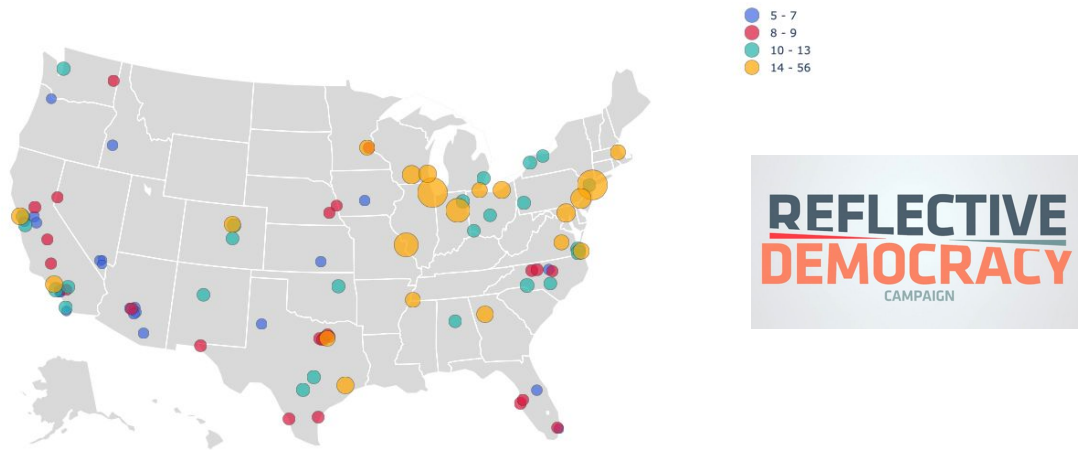 5 - 7
8 - 9
10 - 13
14 - 56
REFLECTIVE
DEMOCRACY
CAMPAIGN